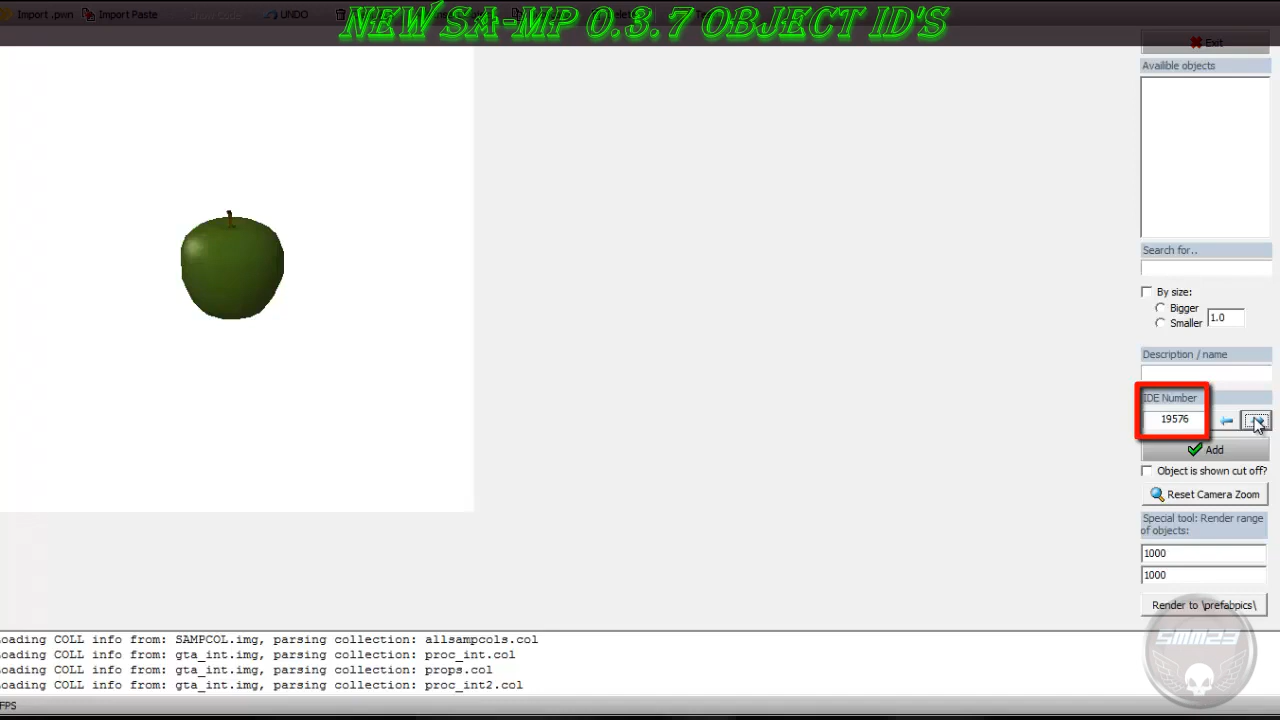 NEW SA-MP 0.3.7 OBJECT ID'S
Import .pwn
Import Paste
UNDO
Exit
Availible objects
Search for..
By size:
Bigger
Smaller
1.0
Description / name
IDE Number
19576
Add
Object is shown cut off?
Reset Camera Zoom
Special tool: Render range
of objects:
1000
1000
Render to \prefabpics\
oading COLL info from: SAMPCOL.img, parsing collection: allsampcols.col
oading COLL info from: gta_int.img, parsing collection: proc_int.col
oading COLL info from: gta_int.img, parsing collection: props.col
oading COLL info from: gta_int.img, parsing collection: proc_int2.col
SMM23
FPS